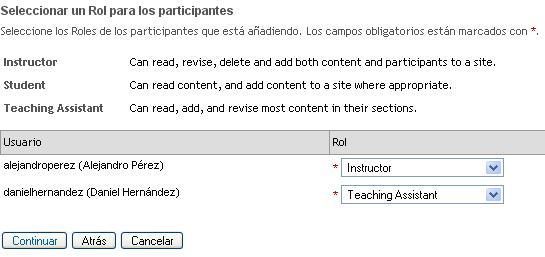 Seleccionar un Rol para los participantes
Seleccione los Roles de los participantes que está añadiendo. Los campos obligatorios están marcados con *.
Instructor Can read, revise, delete and add both content and participants to a site.
Student Can read content, and add content to a site where appropriate.
Teaching Assistant Can read, add, and revise most content in their sections.
Usuario Rol
alejandroperez (Alejandro Pérez) * Instructor
danielhernandez (Daniel Hernández) * Teaching Assistant
Continuar Atrás Cancelar